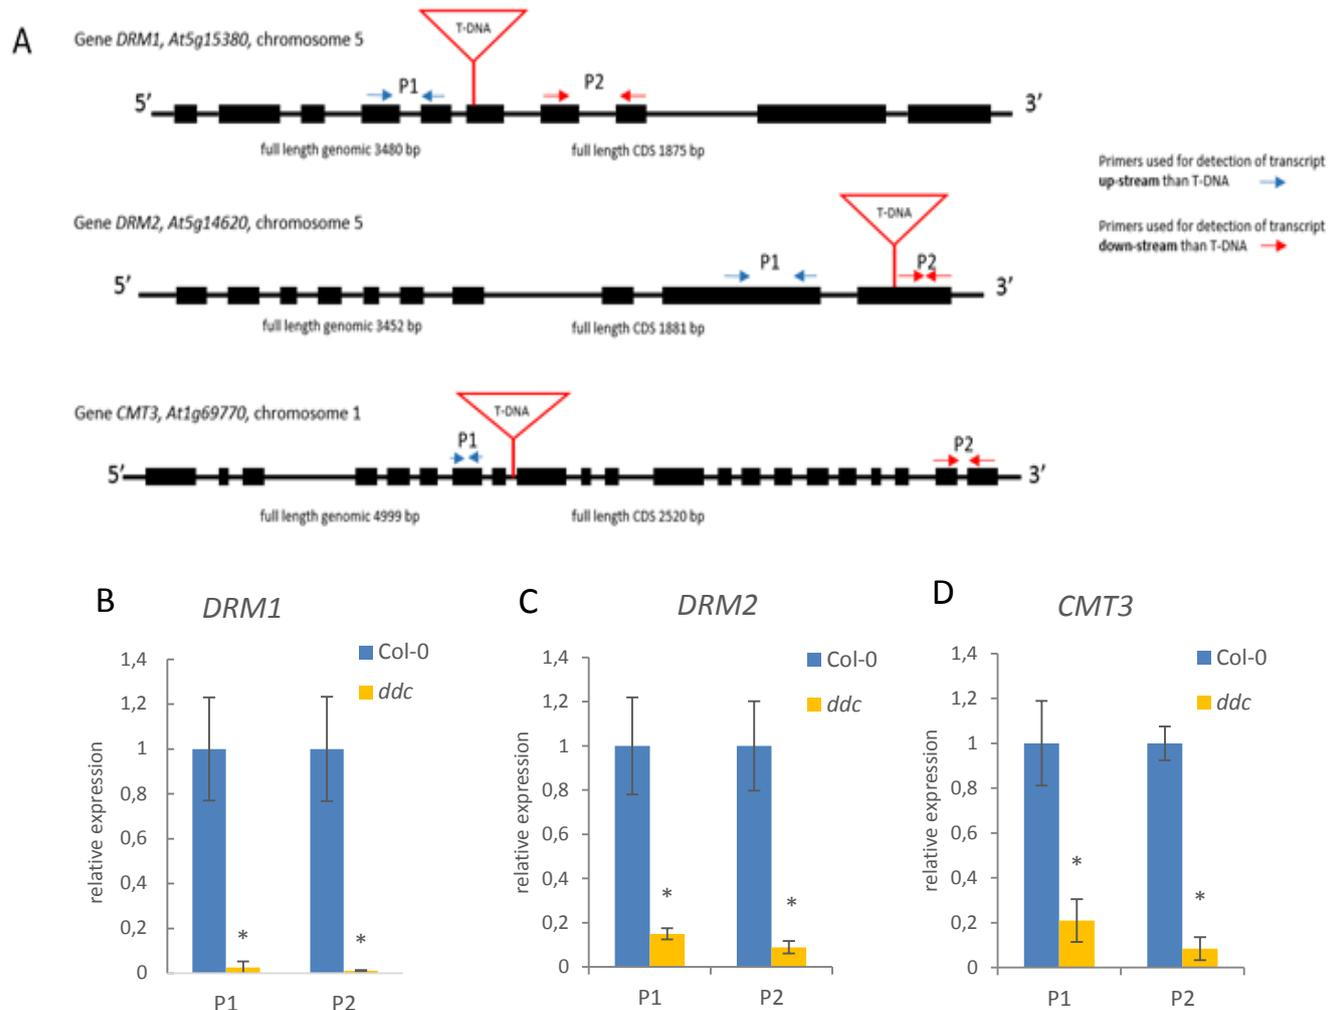 A
Gene DRM1, At5g15380, chromosome 5
T-DNA
P1
P2
5’
3’
full length genomic 3480 bp
full length CDS 1875 bp
Primers used for detection of transcript
up-stream than T-DNA
Primers used for detection of transcript
down-stream than T-DNA
Gene DRM2, At5g14620, chromosome 5
T-DNA
P1
P2
5’
3’
full length genomic 3452 bp
full length CDS 1881 bp
Gene CMT3, At1g69770, chromosome 1
T-DNA
P1
P2
5’
3’
full length genomic 4999 bp
full length CDS 2520 bp
B
DRM1
Col-0
ddc
relative expression
1,4
1,2
1
0,8
0,6
0,4
0,2
0
*
*
P1
P2
C
DRM2
Col-0
ddc
relative expression
1,4
1,2
1
0,8
0,6
0,4
0,2
0
*
*
P1
P2
D
CMT3
Col-0
ddc
relative expression
1,4
1,2
1
0,8
0,6
0,4
0,2
0
*
*
P1
P2